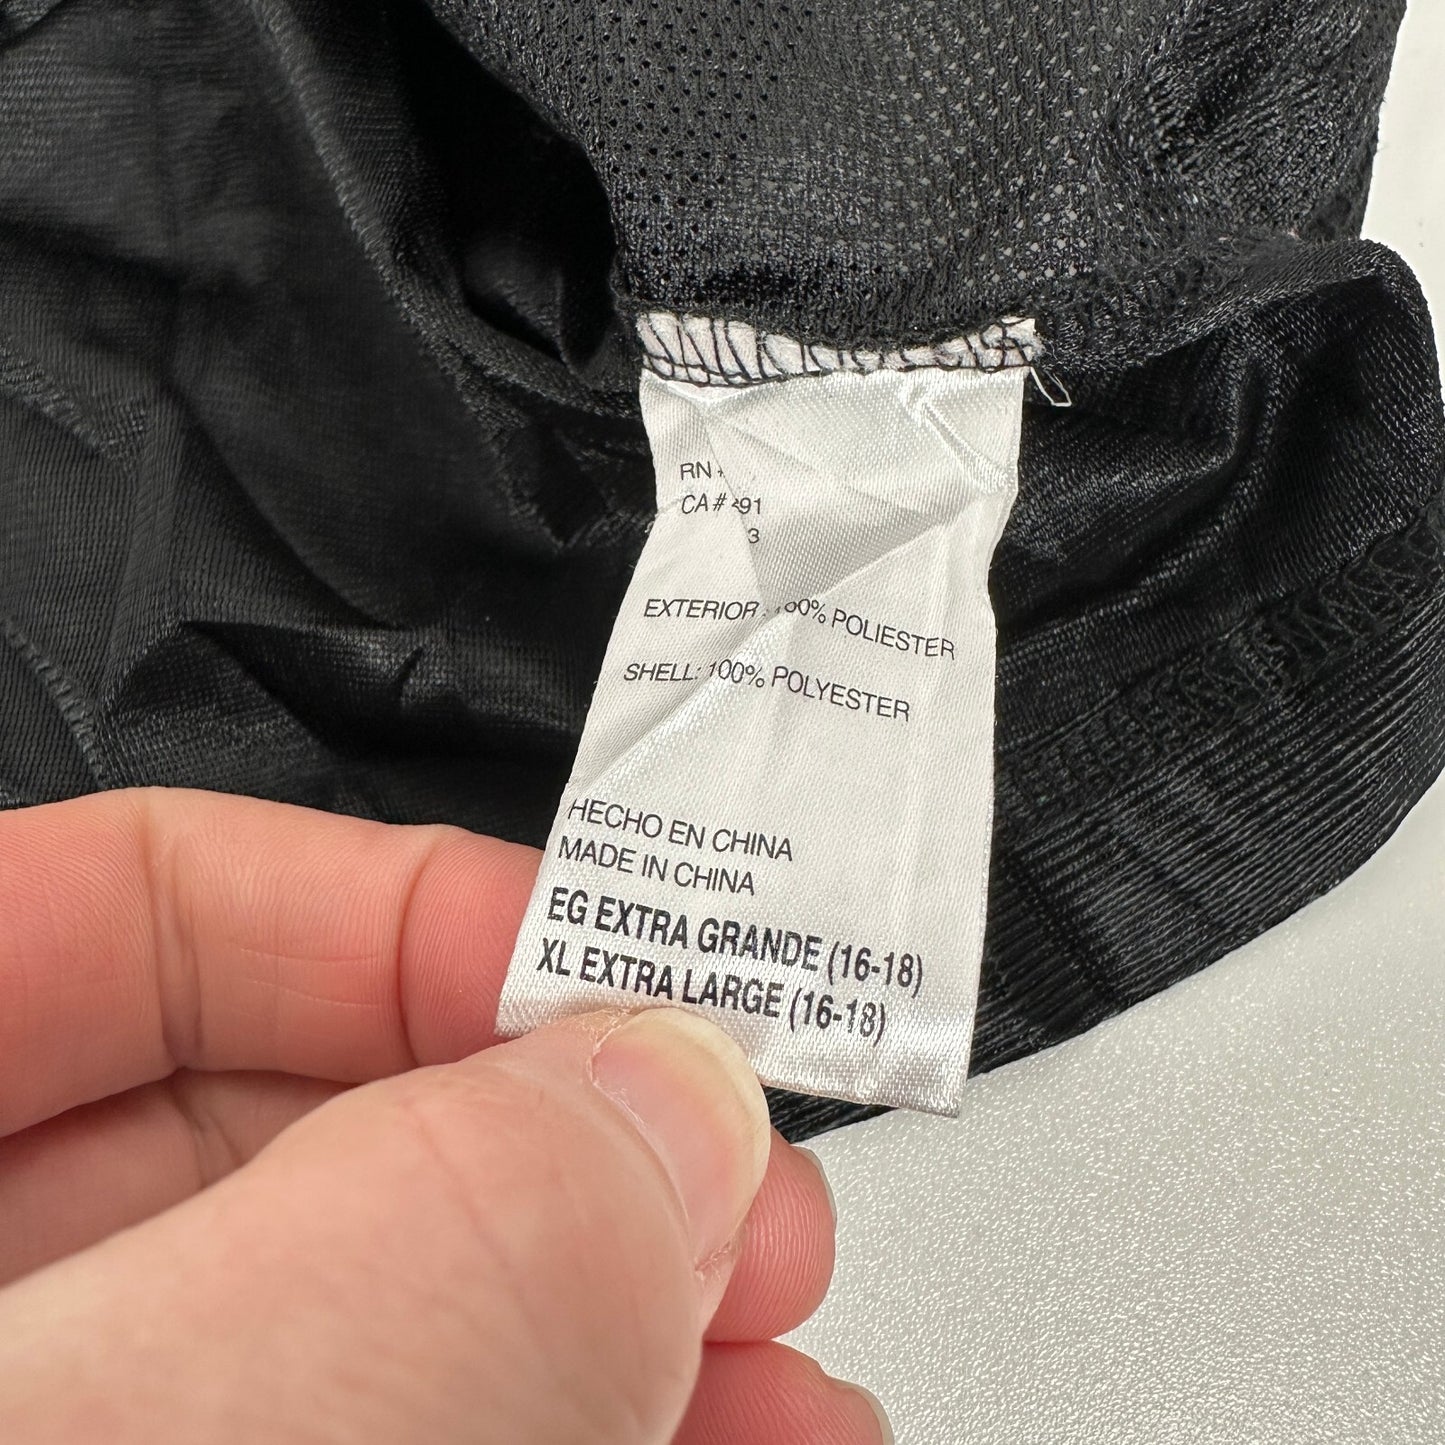 RN
CA #
EXTERIOR: 100% POLIESTER
SHELL: 100% POLYESTER
HECHO EN CHINA
MADE IN CHINA
EG EXTRA GRANDE (16-18)
XL EXTRA LARGE (16-18)